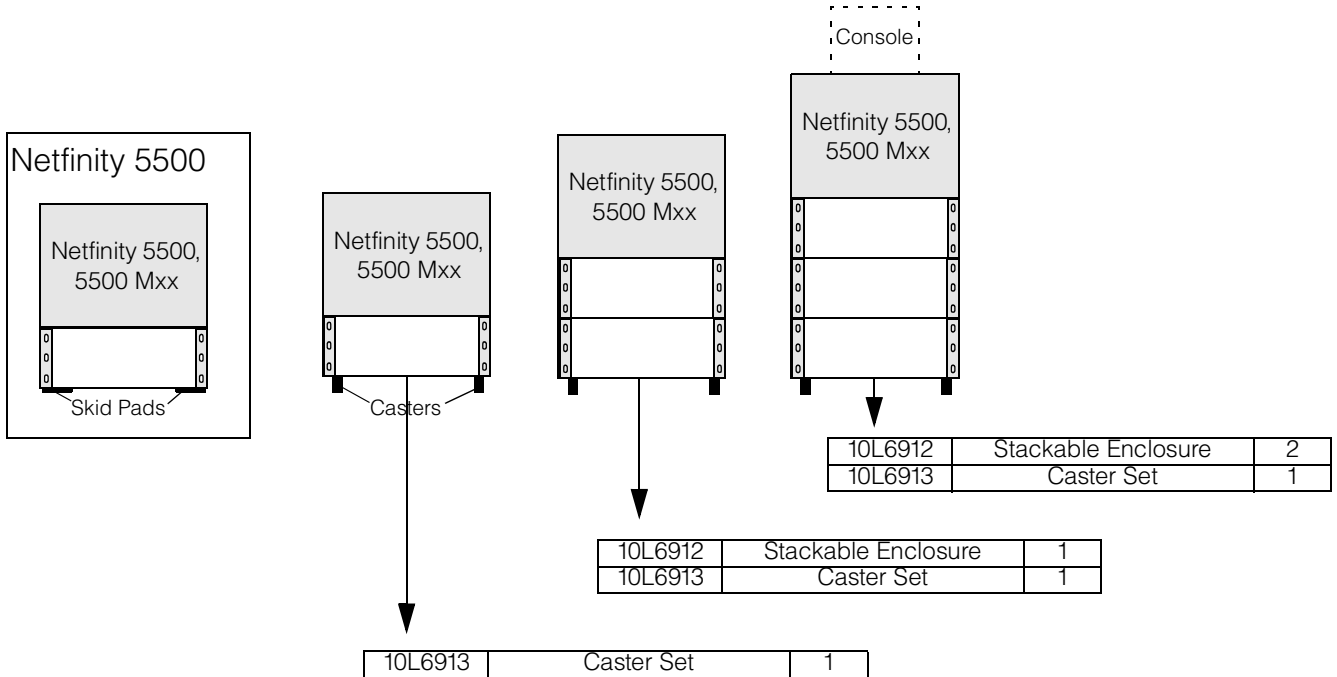 Console
Netfinity 5500
Netfinity 5500,
5500 Mxx
Skid Pads
Netfinity 5500,
5500 Mxx
Casters
Netfinity 5500,
5500 Mxx
Netfinity 5500,
5500 Mxx
10L6912 Stackable Enclosure 2
10L6913 Caster Set 1
10L6912 Stackable Enclosure 1
10L6913 Caster Set 1
10L6913 Caster Set 1